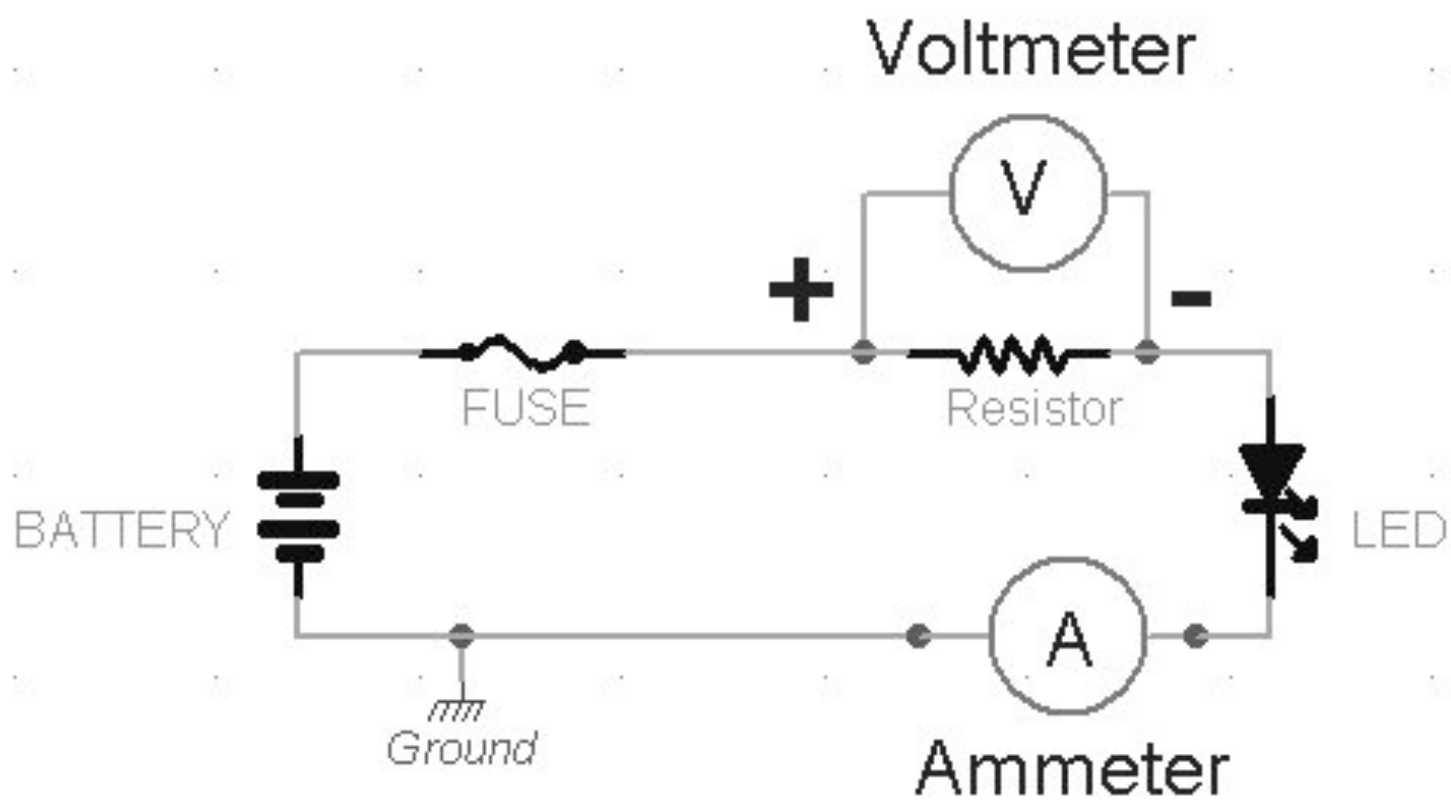 Voltmeter
V
+
-
FUSE
Resistor
BATTERY
LED
A
Ground
Ammeter